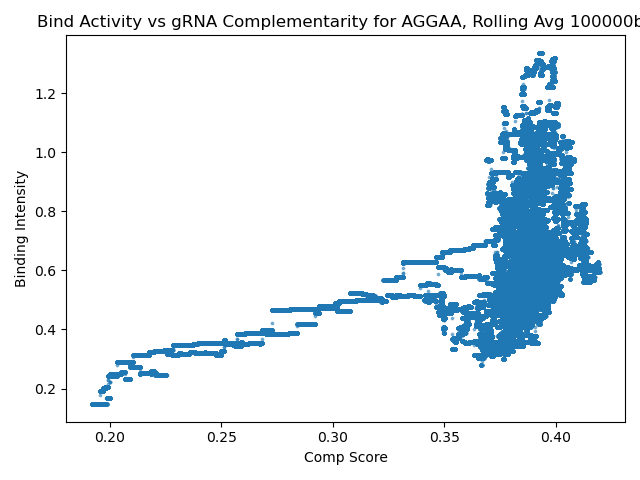 Bind Activity vs gRNA Complementarity for AGGAA, Rolling Avg 100000b
1.2
1.0
0.8
0.6
0.4
0.2
Binding Intensity
0.20 0.25 0.30 0.35 0.40
Comp Score